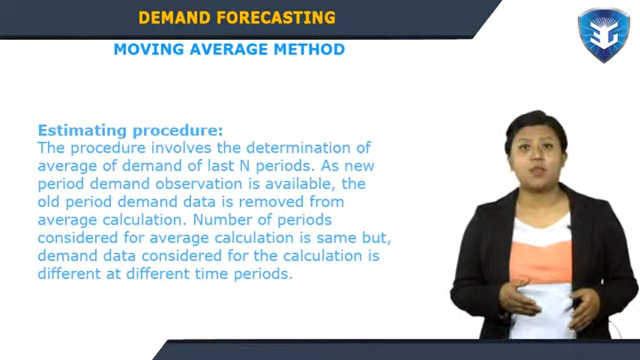 DEMAND FORECASTING
MOVING AVERAGE METHOD
Estimating procedure:
The procedure involves the determination of
average of demand of last N periods. As new
period demand observation is available, the
old period demand data is removed from
average calculation. Number of periods
considered for average calculation is same but,
demand data considered for the calculation is
different at different time periods.